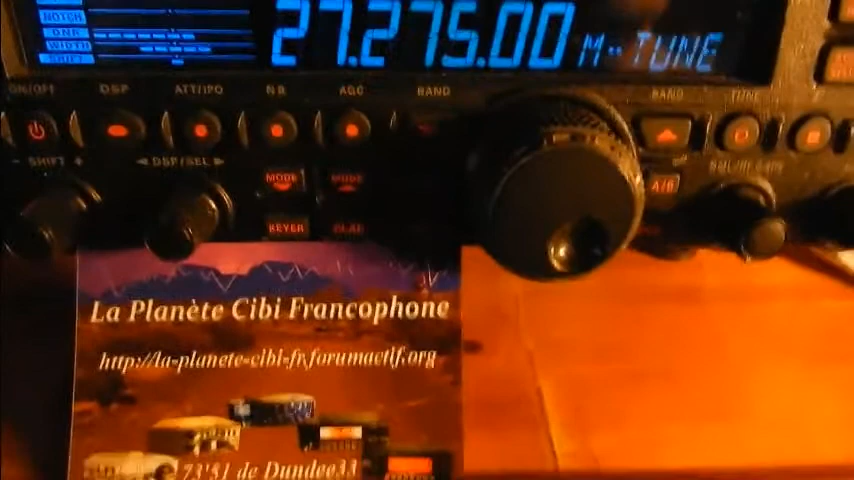 NOTCH
DNR
WIDTH
SHIFT
27.275.00 M-TUNE
ON/OFF DSP ATT/IPO NB AGC BAND BAND TUNE
- SHIFT + ◄DSP/SEL► MODE MODE A/B
KEYER
La Planète Cibi Francophone
http://la-planete-cibi-fr.forumactif.org
73'51 de Dundee33